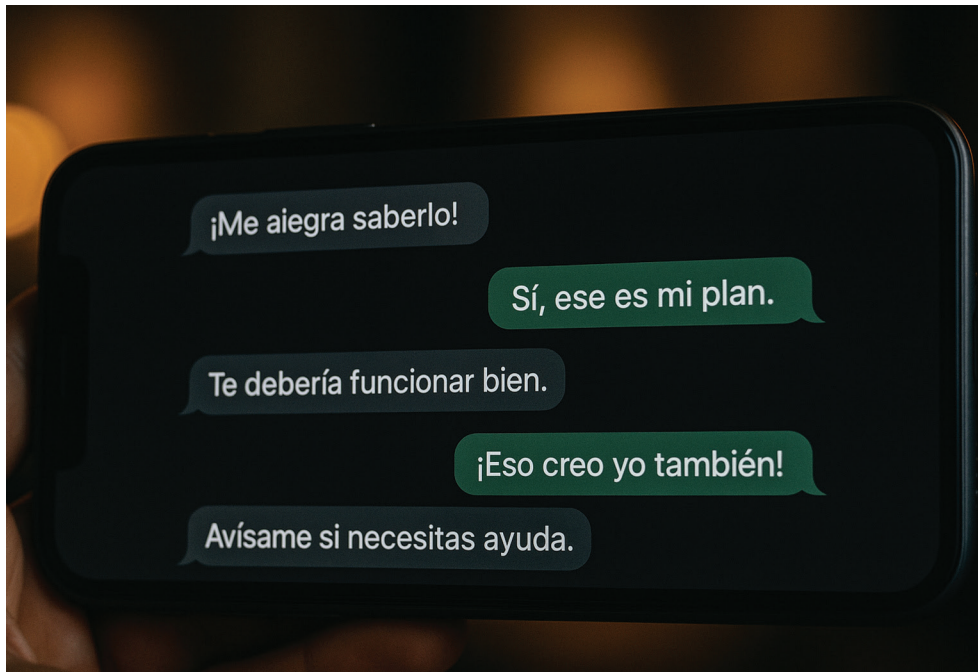 ¡Me aiegra saberlo!
Sí, ese es mi plan.
Te debería funcionar bien.
¡Eso creo yo también!
Avísame si necesitas ayuda.